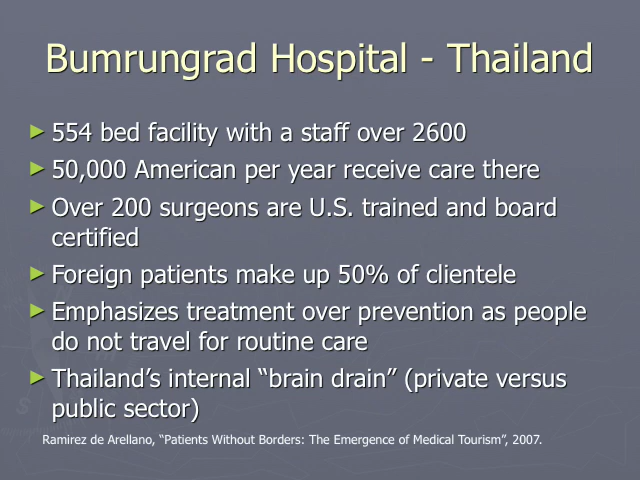 Bumrungrad Hospital - Thailand
554 bed facility with a staff over 2600
50,000 American per year receive care there
Over 200 surgeons are U.S. trained and board
certified
Foreign patients make up 50% of clientele
Emphasizes treatment over prevention as people
do not travel for routine care
Thailand’s internal “brain drain” (private versus
public sector)
Ramirez de Arellano, “Patients Without Borders: The Emergence of Medical Tourism”, 2007.